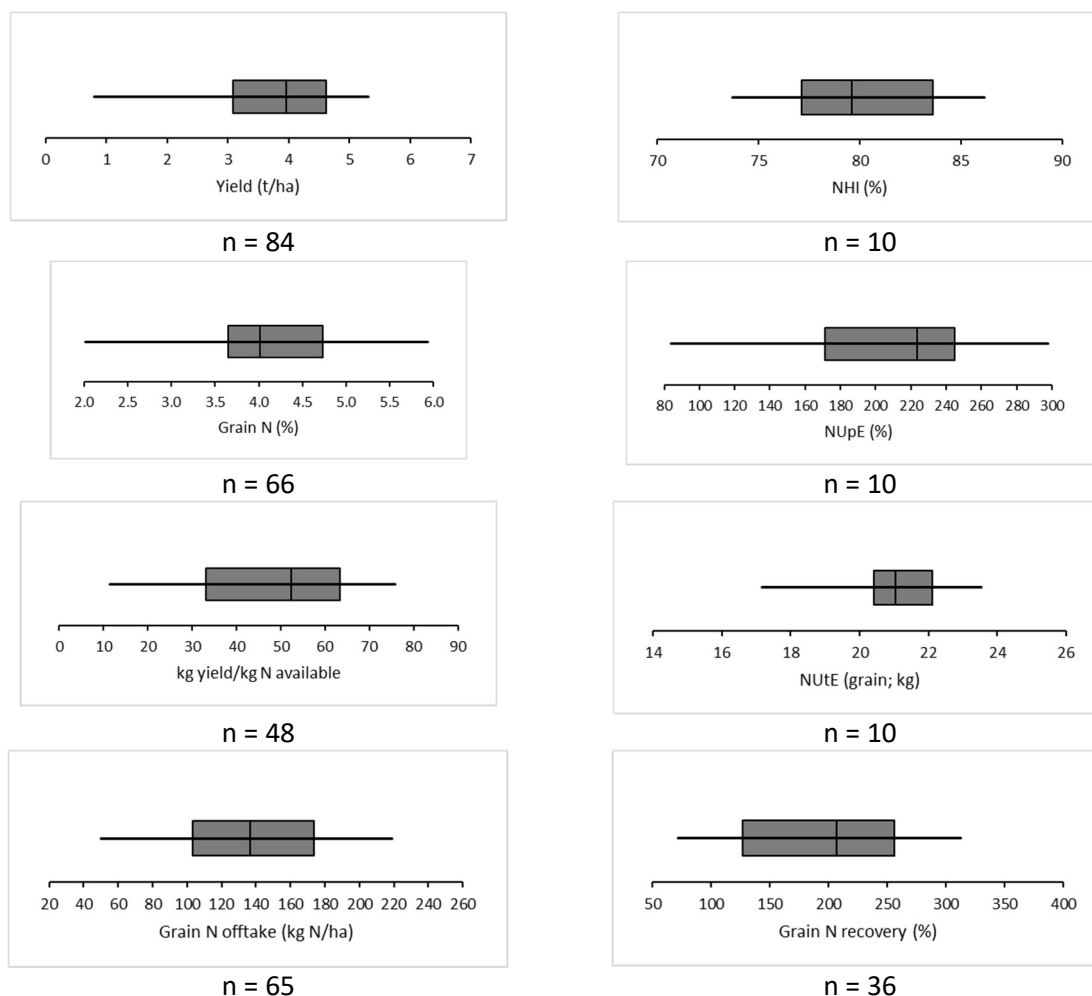 0 1 2 3 4 5 6 7
Yield (t/ha)
n = 84
70 75 80 85 90
NHI (%)
n = 10
2.0 2.5 3.0 3.5 4.0 4.5 5.0 5.5 6.0
Grain N (%)
n = 66
80 100 120 140 160 180 200 220 240 260 280 300
NUpE (%)
n = 10
0 10 20 30 40 50 60 70 80 90
kg yield/kg N available
n = 48
14 16 18 20 22 24 26
NUtE (grain; kg)
n = 10
20 40 60 80 100 120 140 160 180 200 220 240 260
Grain N offtake (kg N/ha)
n = 65
50 100 150 200 250 300 350 400
Grain N recovery (%)
n = 36